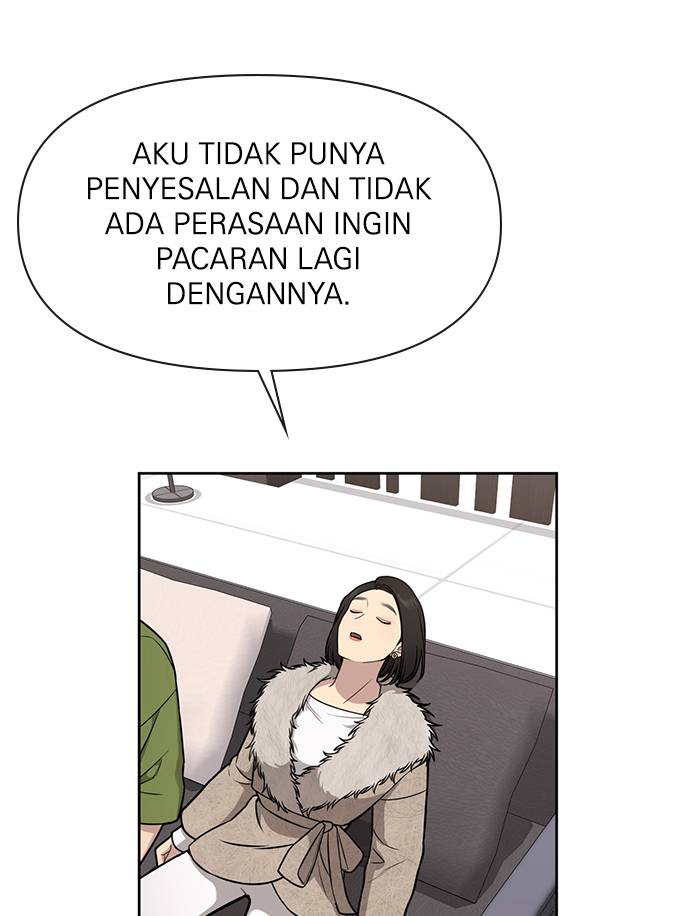 AKU TIDAK PUNYA
PENYESALAN DAN TIDAK
ADA PERASAAN INGIN
PACARAN LAGI
DENGANNYA.